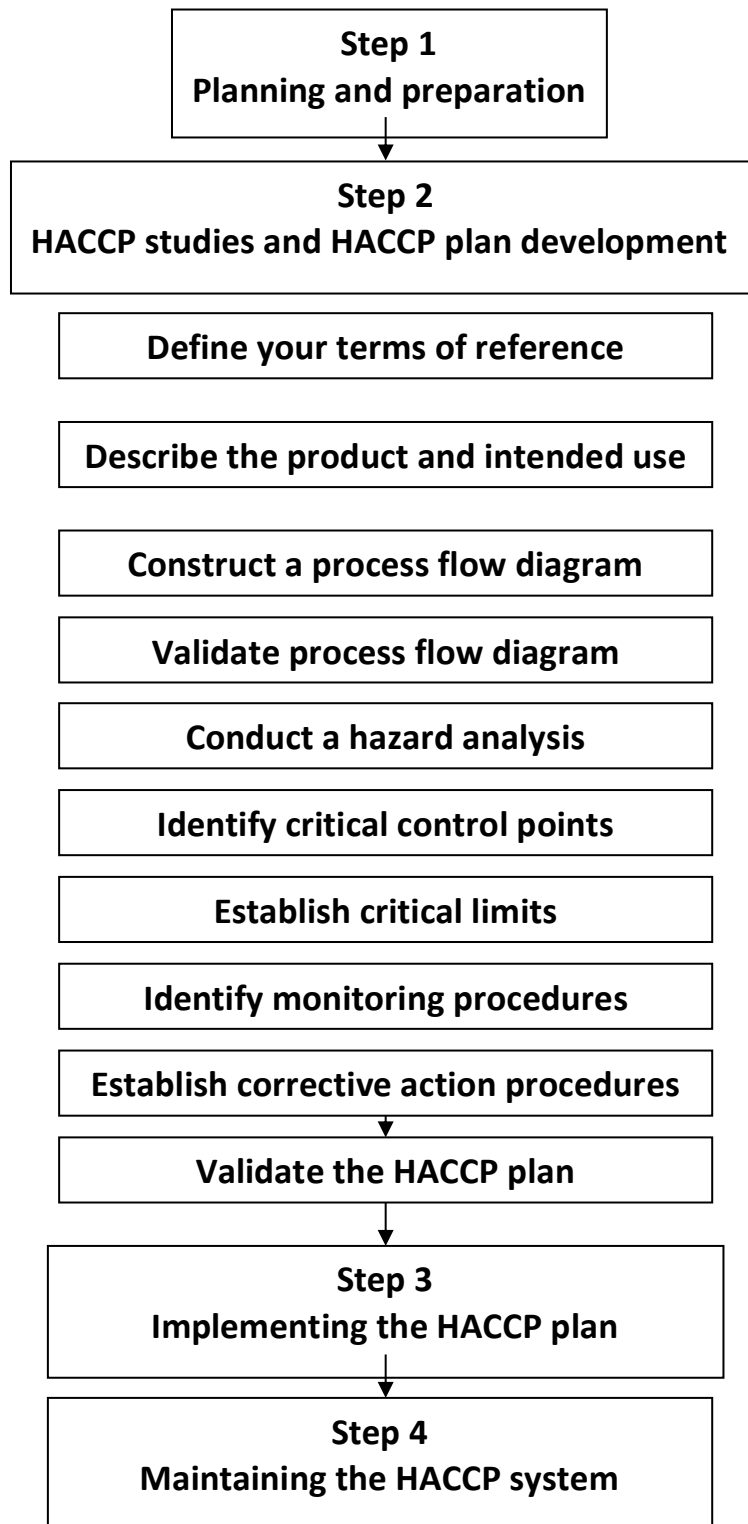 Step 1
Planning and preparation
Step 2
HACCP studies and HACCP plan development
Define your terms of reference
Describe the product and intended use
Construct a process flow diagram
Validate process flow diagram
Conduct a hazard analysis
Identify critical control points
Establish critical limits
Identify monitoring procedures
Establish corrective action procedures
Validate the HACCP plan
Step 3
Implementing the HACCP plan
Step 4
Maintaining the HACCP system